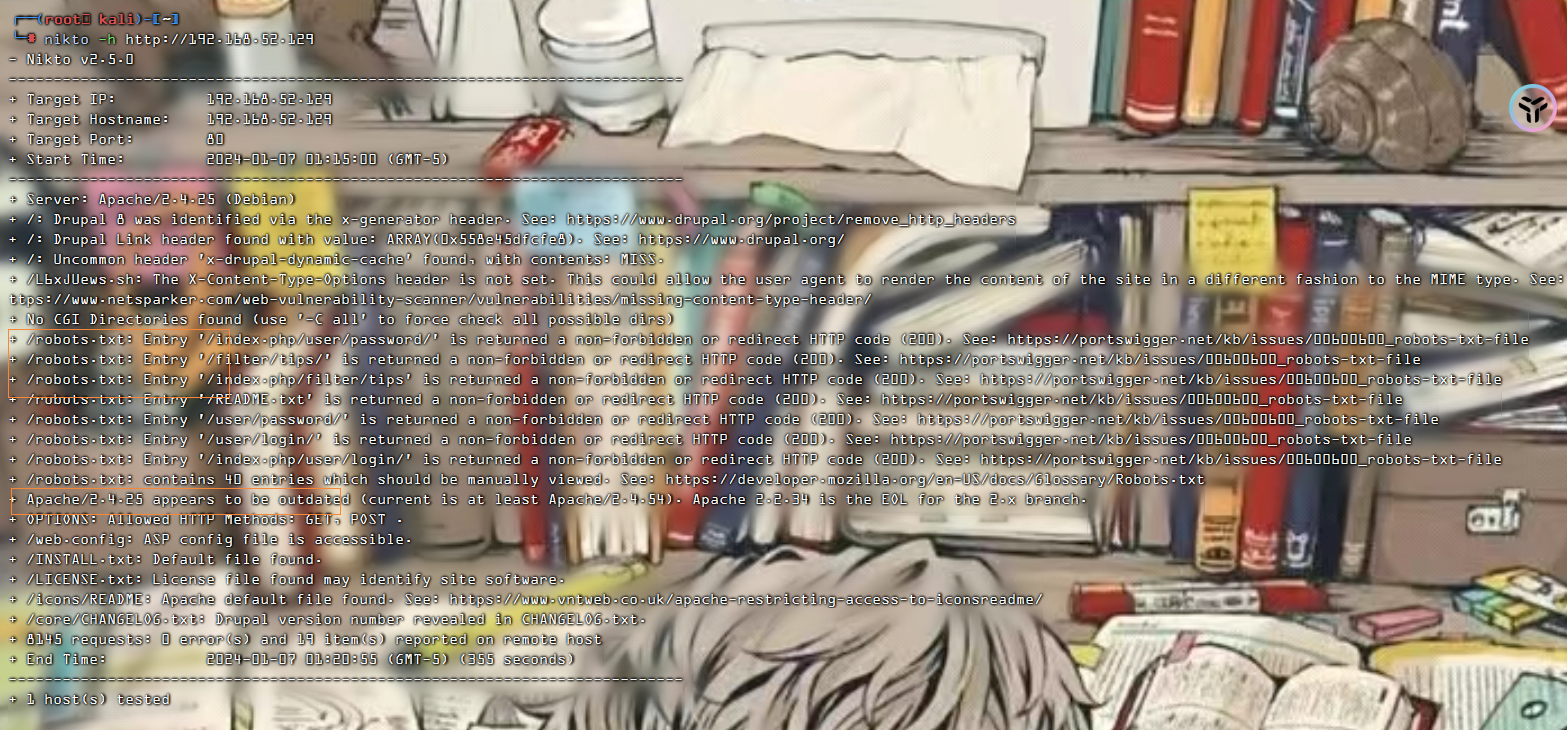 ┌──(root㉿ kali)-[~]
└─# nikto -h http://192.168.52.129
- Nikto v2.5.0
---------------------------------------------------------------------------
+ Target IP: 192.168.52.129
+ Target Hostname: 192.168.52.129
+ Target Port: 80
+ Start Time: 2024-01-07 01:15:00 (GMT-5)
---------------------------------------------------------------------------
+ Server: Apache/2.4.25 (Debian)
+ /: Drupal 8 was identified via the x-generator header. See: https://www.drupal.org/project/remove_http_headers
+ /: Drupal Link header found with value: ARRAY(0x558e45dfcfe8). See: https://www.drupal.org/
+ /: Uncommon header 'x-drupal-dynamic-cache' found, with contents: MISS.
+ /L6xJUews.sh: The X-Content-Type-Options header is not set. This could allow the user agent to render the content of the site in a different fashion to the MIME type. See:
ttps://www.netsparker.com/web-vulnerability-scanner/vulnerabilities/missing-content-type-header/
+ No CGI Directories found (use '-C all' to force check all possible dirs)
+ /robots.txt: Entry '/index.php/user/password/' is returned a non-forbidden or redirect HTTP code (200). See: https://portswigger.net/kb/issues/00600600_robots-txt-file
+ /robots.txt: Entry '/filter/tips/' is returned a non-forbidden or redirect HTTP code (200). See: https://portswigger.net/kb/issues/00600600_robots-txt-file
+ /robots.txt: Entry '/index.php/filter/tips' is returned a non-forbidden or redirect HTTP code (200). See: https://portswigger.net/kb/issues/00600600_robots-txt-file
+ /robots.txt: Entry '/README.txt' is returned a non-forbidden or redirect HTTP code (200). See: https://portswigger.net/kb/issues/00600600_robots-txt-file
+ /robots.txt: Entry '/user/password/' is returned a non-forbidden or redirect HTTP code (200). See: https://portswigger.net/kb/issues/00600600_robots-txt-file
+ /robots.txt: Entry '/user/login/' is returned a non-forbidden or redirect HTTP code (200). See: https://portswigger.net/kb/issues/00600600_robots-txt-file
+ /robots.txt: Entry '/index.php/user/login/' is returned a non-forbidden or redirect HTTP code (200). See: https://portswigger.net/kb/issues/00600600_robots-txt-file
+ /robots.txt: contains 40 entries which should be manually viewed. See: https://developer.mozilla.org/en-US/docs/Glossary/Robots.txt
+ Apache/2.4.25 appears to be outdated (current is at least Apache/2.4.54). Apache 2.2.34 is the EOL for the 2.x branch.
+ OPTIONS: Allowed HTTP Methods: GET, POST .
+ /web.config: ASP config file is accessible.
+ /INSTALL.txt: Default file found.
+ /LICENSE.txt: License file found may identify site software.
+ /icons/README: Apache default file found. See: https://www.vntweb.co.uk/apache-restricting-access-to-iconsreadme/
+ /core/CHANGELOG.txt: Drupal version number revealed in CHANGELOG.txt.
+ 8145 requests: 0 error(s) and 19 item(s) reported on remote host
+ End Time: 2024-01-07 01:20:55 (GMT-5) (355 seconds)
---------------------------------------------------------------------------
+ 1 host(s) tested